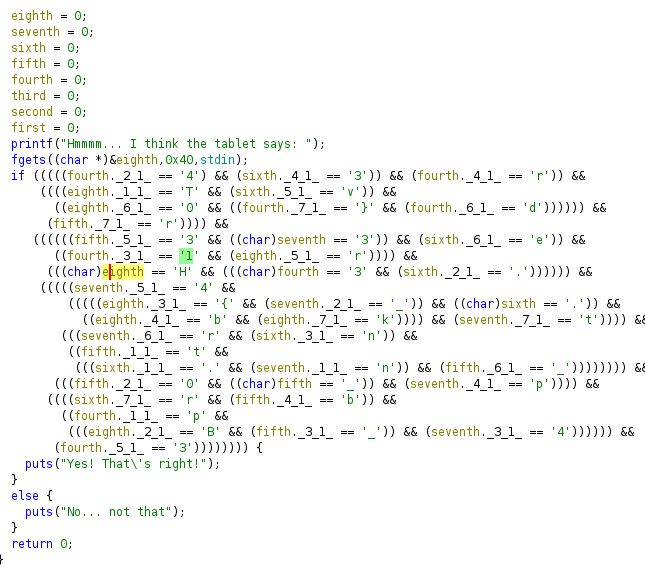 eighth = 0;
seventh = 0;
sixth = 0;
fifth = 0;
fourth = 0;
third = 0;
second = 0;
first = 0;
printf("Hmmmm... I think the tablet says: ");
fgets((char *)&eighth,0x40,stdin);
if (((((fourth._2_1_ == '4') && (sixth._4_1_ == '3')) && (fourth._4_1_ == 'r')) &&
((((eighth._1_1_ == 'T' && (sixth._5_1_ == 'v')) &&
((eighth._6_1_ == '0' && ((fourth._7_1_ == '}' && (fourth._6_1_ == 'd')))))) &&
(fifth._7_1_ == 'r')))) &&
((((((fifth._5_1_ == '3' && ((char)seventh == '3')) && (sixth._6_1_ == 'e')) &&
((fourth._3_1_ == '1' && (eighth._5_1_ == 'r')))) &&
(((char)eighth == 'H' && (((char)fourth == '3' && (sixth._2_1_ == '.')))))) &&
(((((seventh._5_1_ == '4' &&
(((((eighth._3_1_ == '{' && (seventh._2_1_ == '_')) && ((char)sixth == '.')) &&
((eighth._4_1_ == 'b' && (eighth._7_1_ == 'k')))) && (seventh._7_1_ == 't')))) &&
(((seventh._6_1_ == 'r' && (sixth._3_1_ == 'n')) &&
((fifth._1_1_ == 't' &&
(((sixth._1_1_ == '.' && (seventh._1_1_ == 'n')) && (fifth._6_1_ == '_')))))))) &&
(((fifth._2_1_ == '0' && ((char)fifth == '_')) && (seventh._4_1_ == 'p')))) &&
((((sixth._7_1_ == 'r' && (fifth._4_1_ == 'b')) &&
((fourth._1_1_ == 'p' &&
(((eighth._2_1_ == 'B' && (fifth._3_1_ == '_')) && (seventh._3_1_ == '4')))))) &&
(fourth._5_1_ == '3')))))))) {
puts("Yes! That\'s right!");
}
else {
puts("No... not that");
}
return 0;
}